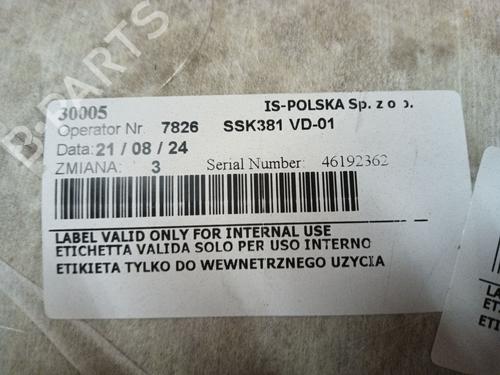 B-PARTS
30005 IS-POLSKA Sp. z o.o.
Operator Nr. 7826 SSK381 VD-01
Data: 21 / 08 / 24
ZMIANA: 3 Serial Number: 46192362
LABEL VALID ONLY FOR INTERNAL USE
ETICHETTA VALIDA SOLO PER USO INTERNO
ETIKIETA TYLKO DO WEWNETRZNEGO UZYCIA